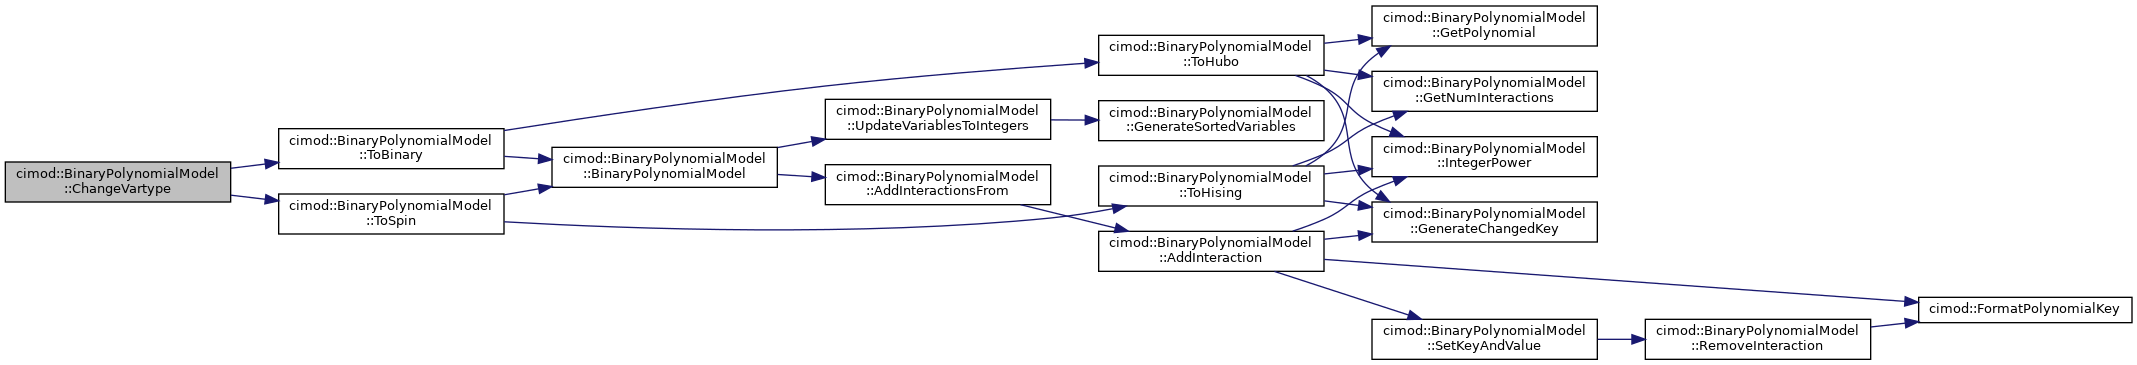 cimod::BinaryPolynomialModel
::ChangeVartype
cimod::BinaryPolynomialModel
::ToBinary
cimod::BinaryPolynomialModel
::ToSpin
cimod::BinaryPolynomialModel
::BinaryPolynomialModel
cimod::BinaryPolynomialModel
::UpdateVariablesToIntegers
cimod::BinaryPolynomialModel
::AddInteractionsFrom
cimod::BinaryPolynomialModel
::ToHubo
cimod::BinaryPolynomialModel
::GenerateSortedVariables
cimod::BinaryPolynomialModel
::ToHising
cimod::BinaryPolynomialModel
::AddInteraction
cimod::BinaryPolynomialModel
::GetPolynomial
cimod::BinaryPolynomialModel
::GetNumInteractions
cimod::BinaryPolynomialModel
::IntegerPower
cimod::BinaryPolynomialModel
::GenerateChangedKey
cimod::BinaryPolynomialModel
::SetKeyAndValue
cimod::BinaryPolynomialModel
::RemoveInteraction
cimod::FormatPolynomialKey